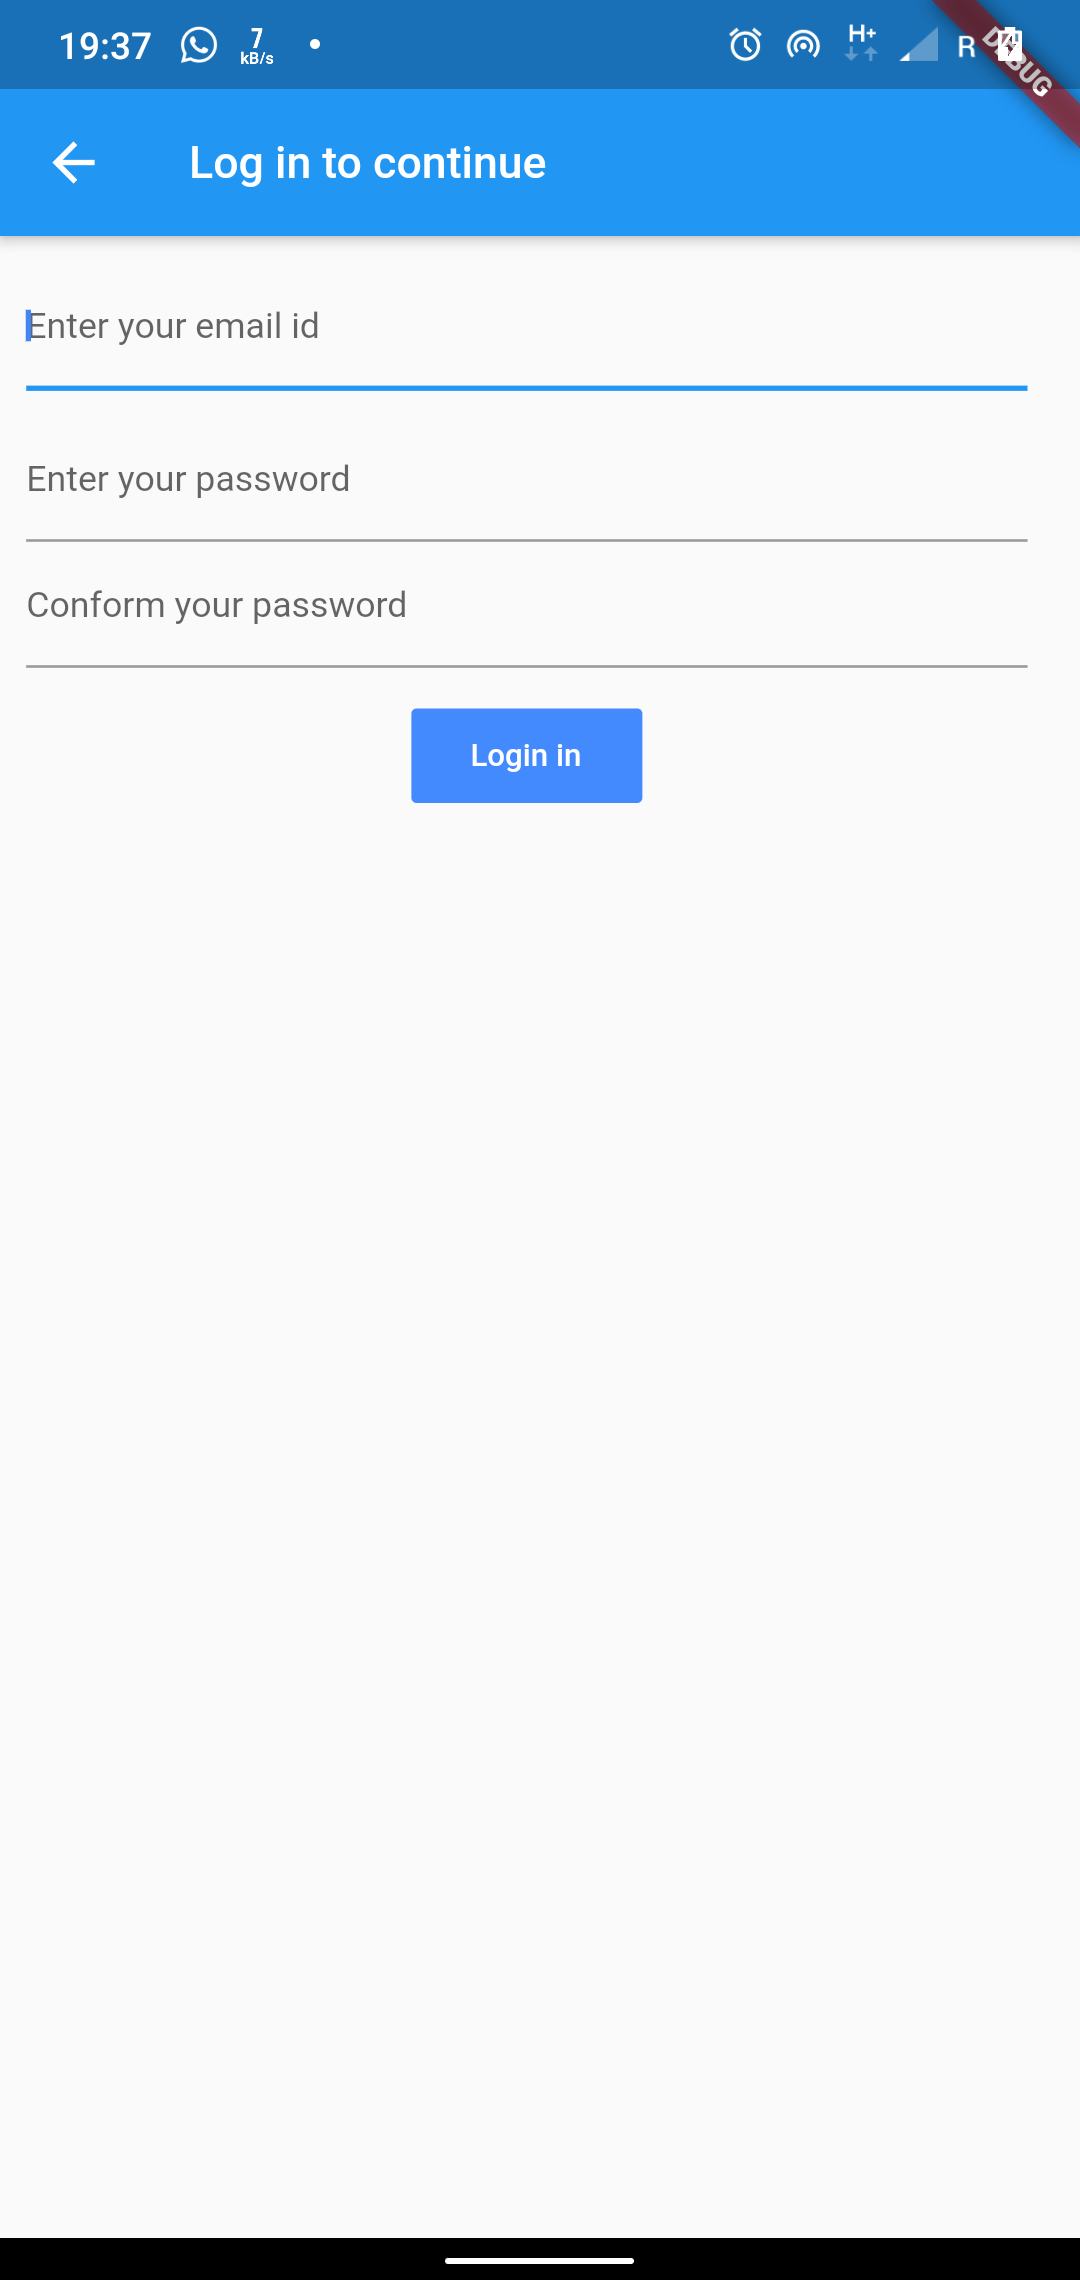 19:37 7 kB/s H+ R DEBUG
Log in to continue
Enter your email id
Enter your password
Conform your password
Login in